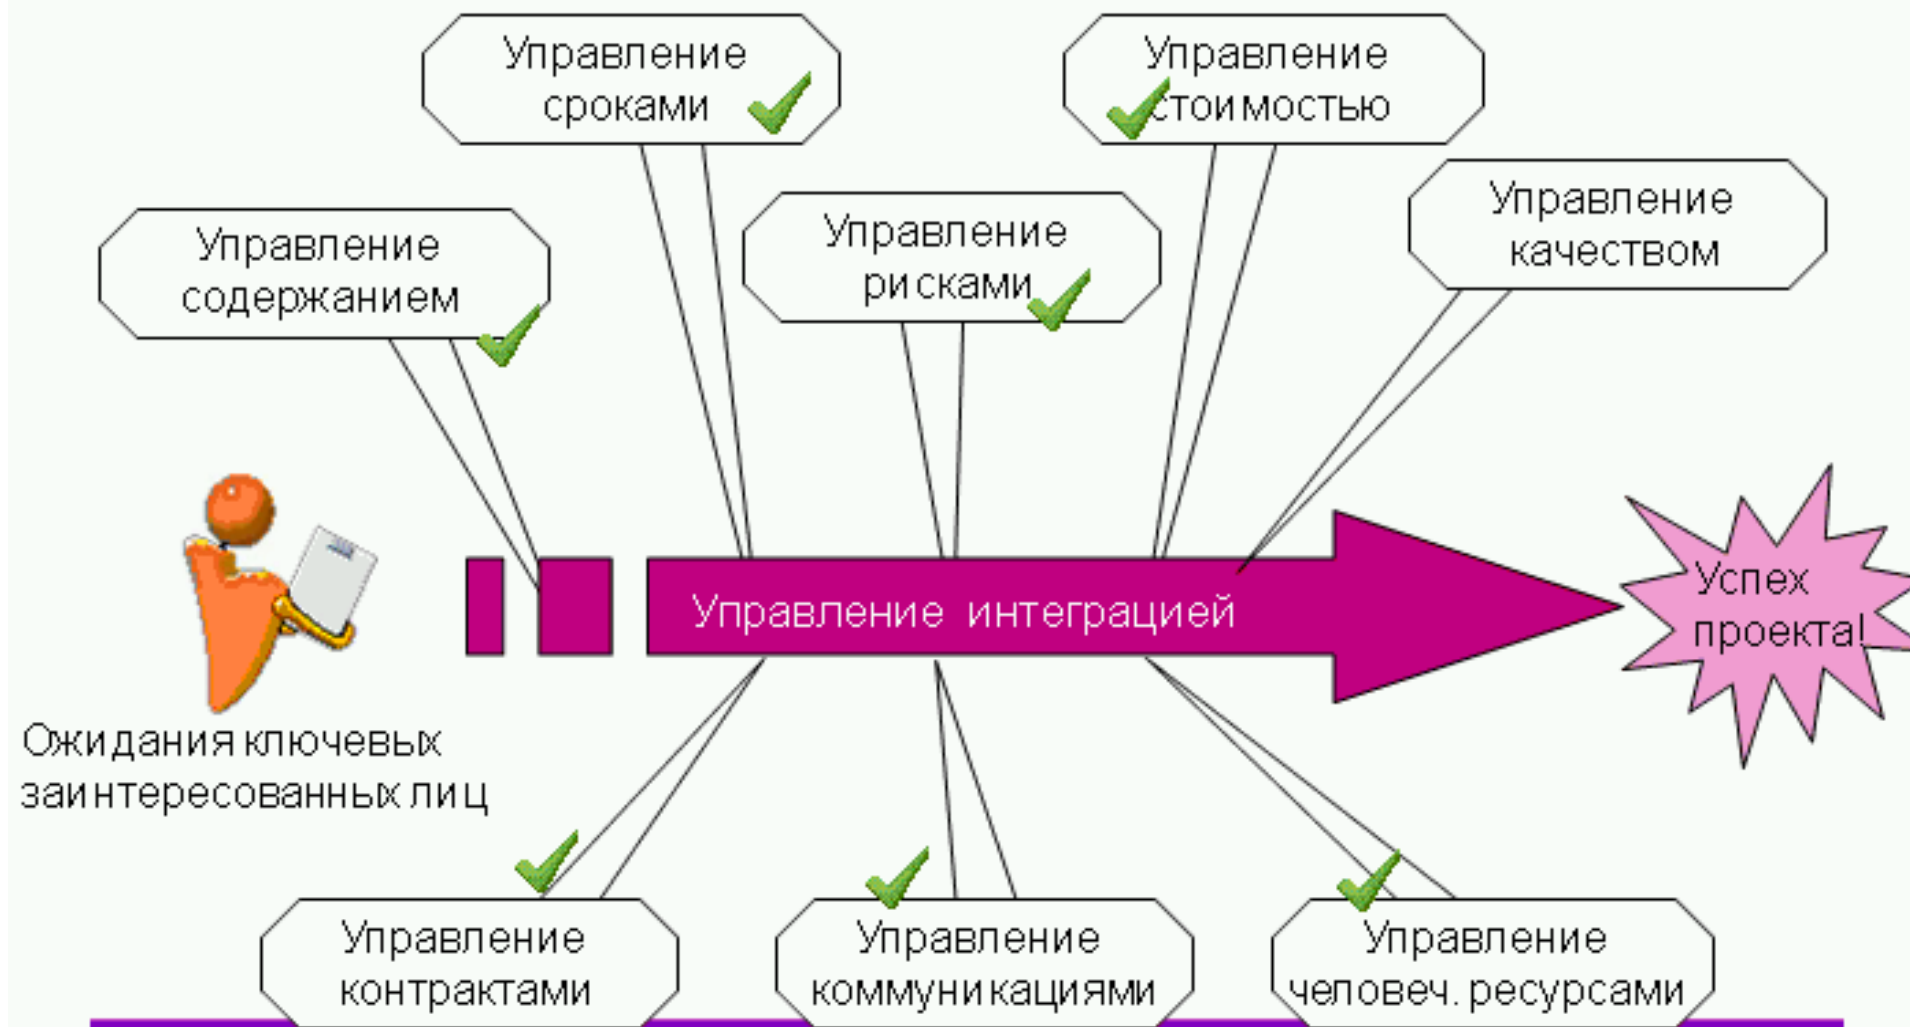 Управление
сроками
Управление
стоимостью
Управление
содержанием
Управление
рисками
Управление
качеством
Управление интеграцией
Успех
проекта!
Ожидания ключевых
заинтересованных лиц
Управление
контрактами
Управление
коммуникациями
Управление
человеч. ресурсами